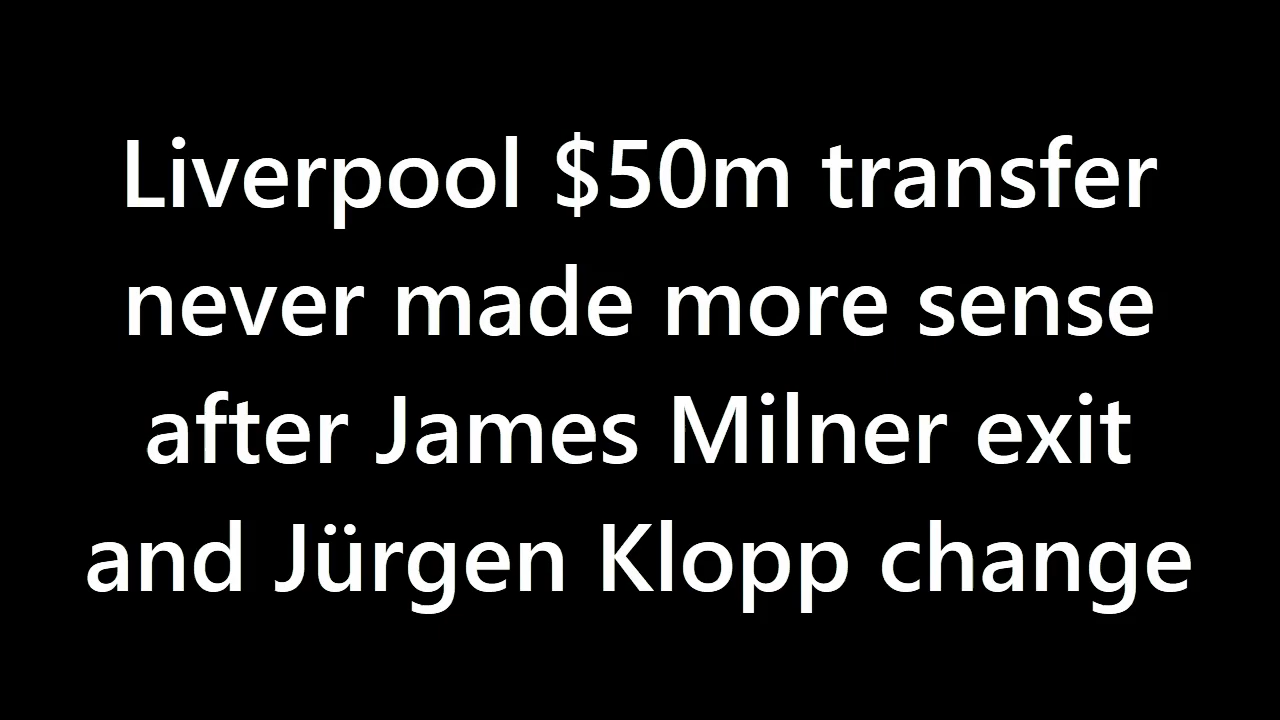 Liverpool $50m transfer
never made more sense
after James Milner exit
and Jürgen Klopp change